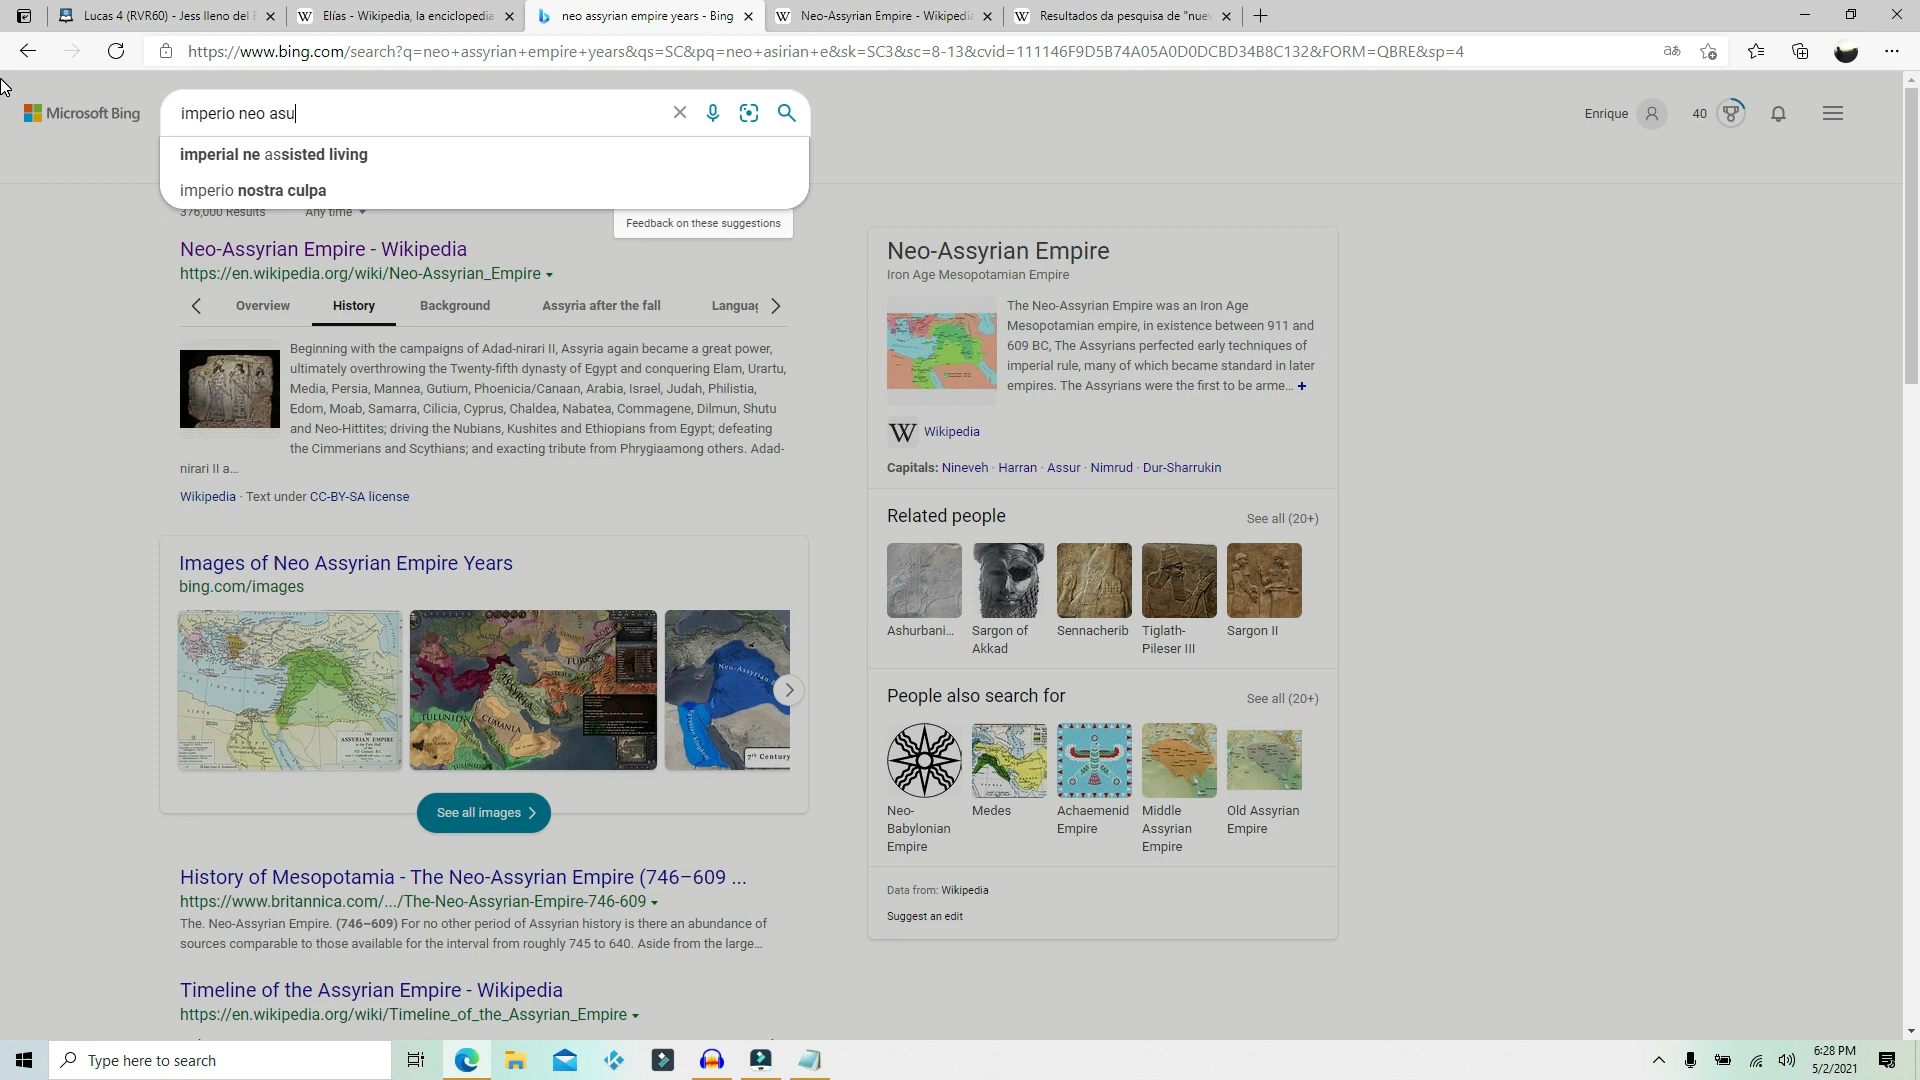 Lucas 4 (RVR60) - Jess lleno del E
Elías - Wikipedia, la enciclopedia
neo assyrian empire years - Bing
Neo-Assyrian Empire - Wikipedia
Resultados da pesquisa de "nuev
https://www.bing.com/search?q=neo+assyrian+empire+years&qs=SC&pq=neo+asirian+e&sk=SC3&sc=8-13&cvid=111146F9D5B74A05A0D0DCBD34B8C132&FORM=QBRE&sp=4
Microsoft Bing
imperio neo asu
Enrique
40
imperial ne assisted living
imperio nostra culpa
376,000 Results Any time
Feedback on these suggestions
Neo-Assyrian Empire - Wikipedia
https://en.wikipedia.org/wiki/Neo-Assyrian_Empire
Overview History Background Assyria after the fall Languag
Beginning with the campaigns of Adad-nirari II, Assyria again became a great power,
ultimately overthrowing the Twenty-fifth dynasty of Egypt and conquering Elam, Urartu,
Media, Persia, Mannea, Gutium, Phoenicia/Canaan, Arabia, Israel, Judah, Philistia,
Edom, Moab, Samarra, Cilicia, Cyprus, Chaldea, Nabatea, Commagene, Dilmun, Shutu
and Neo-Hittites; driving the Nubians, Kushites and Ethiopians from Egypt; defeating
the Cimmerians and Scythians; and exacting tribute from Phrygiaamong others. Adad-
nirari II a...
Wikipedia · Text under CC-BY-SA license
Images of Neo Assyrian Empire Years
bing.com/images
THE
ASSYRIAN EMPIRE
TURKEY
ASSYRIA
CUMANIA
TULUNID
TULUNID
Neo-Assyrian
7th Century
See all images
History of Mesopotamia - The Neo-Assyrian Empire (746–609 ...
https://www.britannica.com/.../The-Neo-Assyrian-Empire-746-609
The. Neo-Assyrian Empire. (746–609) For no other period of Assyrian history is there an abundance of
sources comparable to those available for the interval from roughly 745 to 640. Aside from the large...
Timeline of the Assyrian Empire - Wikipedia
https://en.wikipedia.org/wiki/Timeline_of_the_Assyrian_Empire
Neo-Assyrian Empire
Iron Age Mesopotamian Empire
The Neo-Assyrian Empire was an Iron Age
Mesopotamian empire, in existence between 911 and
609 BC, The Assyrians perfected early techniques of
imperial rule, many of which became standard in later
empires. The Assyrians were the first to be arme... +
W Wikipedia
Capitals: Nineveh · Harran · Assur · Nimrud · Dur-Sharrukin
Related people
See all (20+)
Ashurbani...
Sargon of
Akkad
Sennacherib
Tiglath-
Pileser III
Sargon II
People also search for
See all (20+)
Neo-
Babylonian
Empire
Medes
Achaemenid
Empire
Middle
Assyrian
Empire
Old Assyrian
Empire
Data from: Wikipedia
Suggest an edit
Type here to search
6:28 PM
5/2/2021